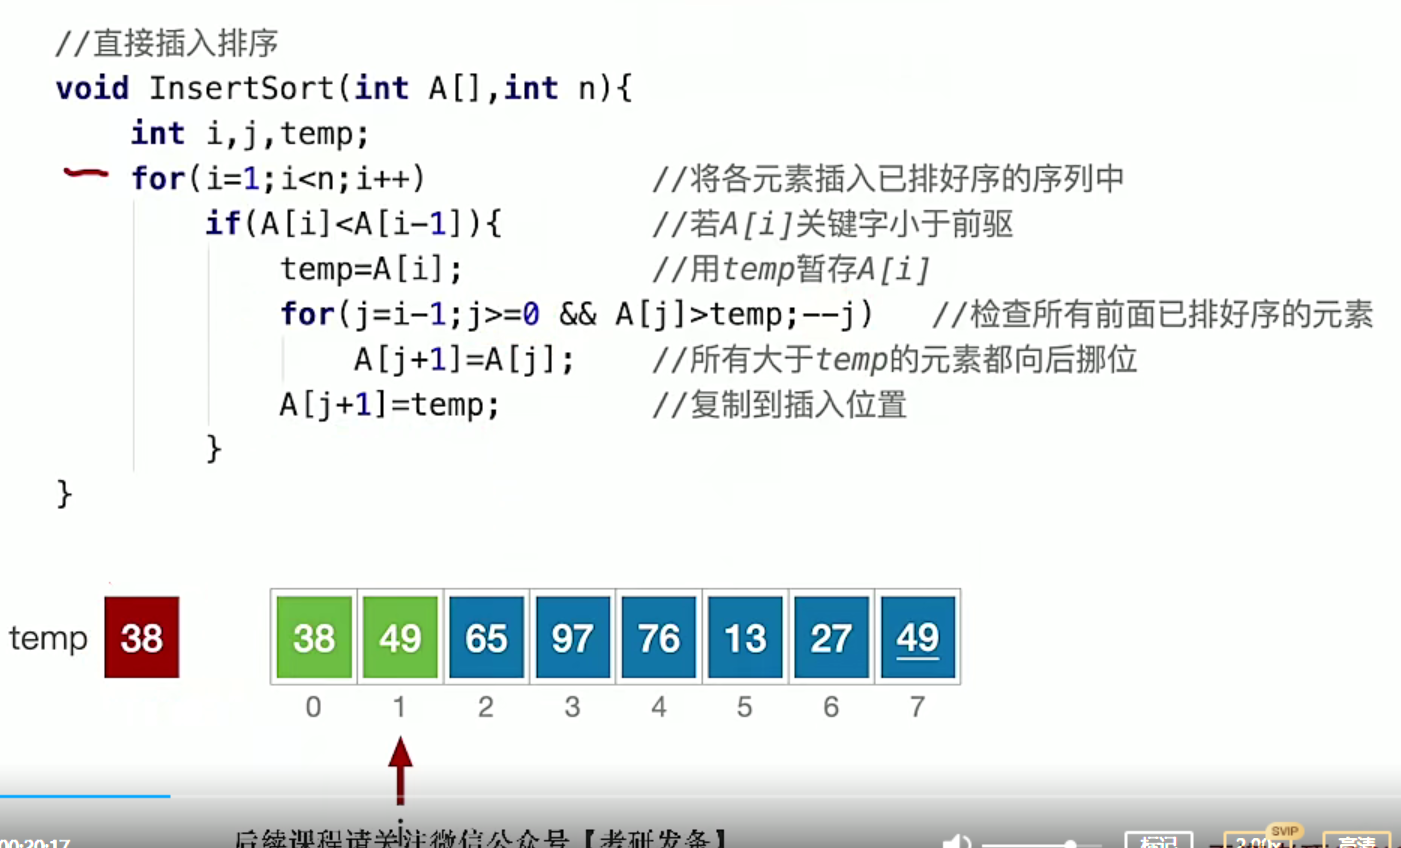 //直接插入排序
void InsertSort(int A[],int n){
int i,j,temp;
for(i=1;i<n;i++) //将各元素插入已排好序的序列中
if(A[i]<A[i-1]){ //若A[i]关键字小于前驱
temp=A[i]; //用temp暂存A[i]
for(j=i-1;j>=0 && A[j]>temp;--j) //检查所有前面已排好序的元素
A[j+1]=A[j]; //所有大于temp的元素都向后挪位
A[j+1]=temp; //复制到插入位置
}
}
temp 38 38 49 65 97 76 13 27 49
0 1 2 3 4 5 6 7
i
后续课程请关注微信公众号【考研发条】
00:20:17 标记 2.00x SVIP 高清